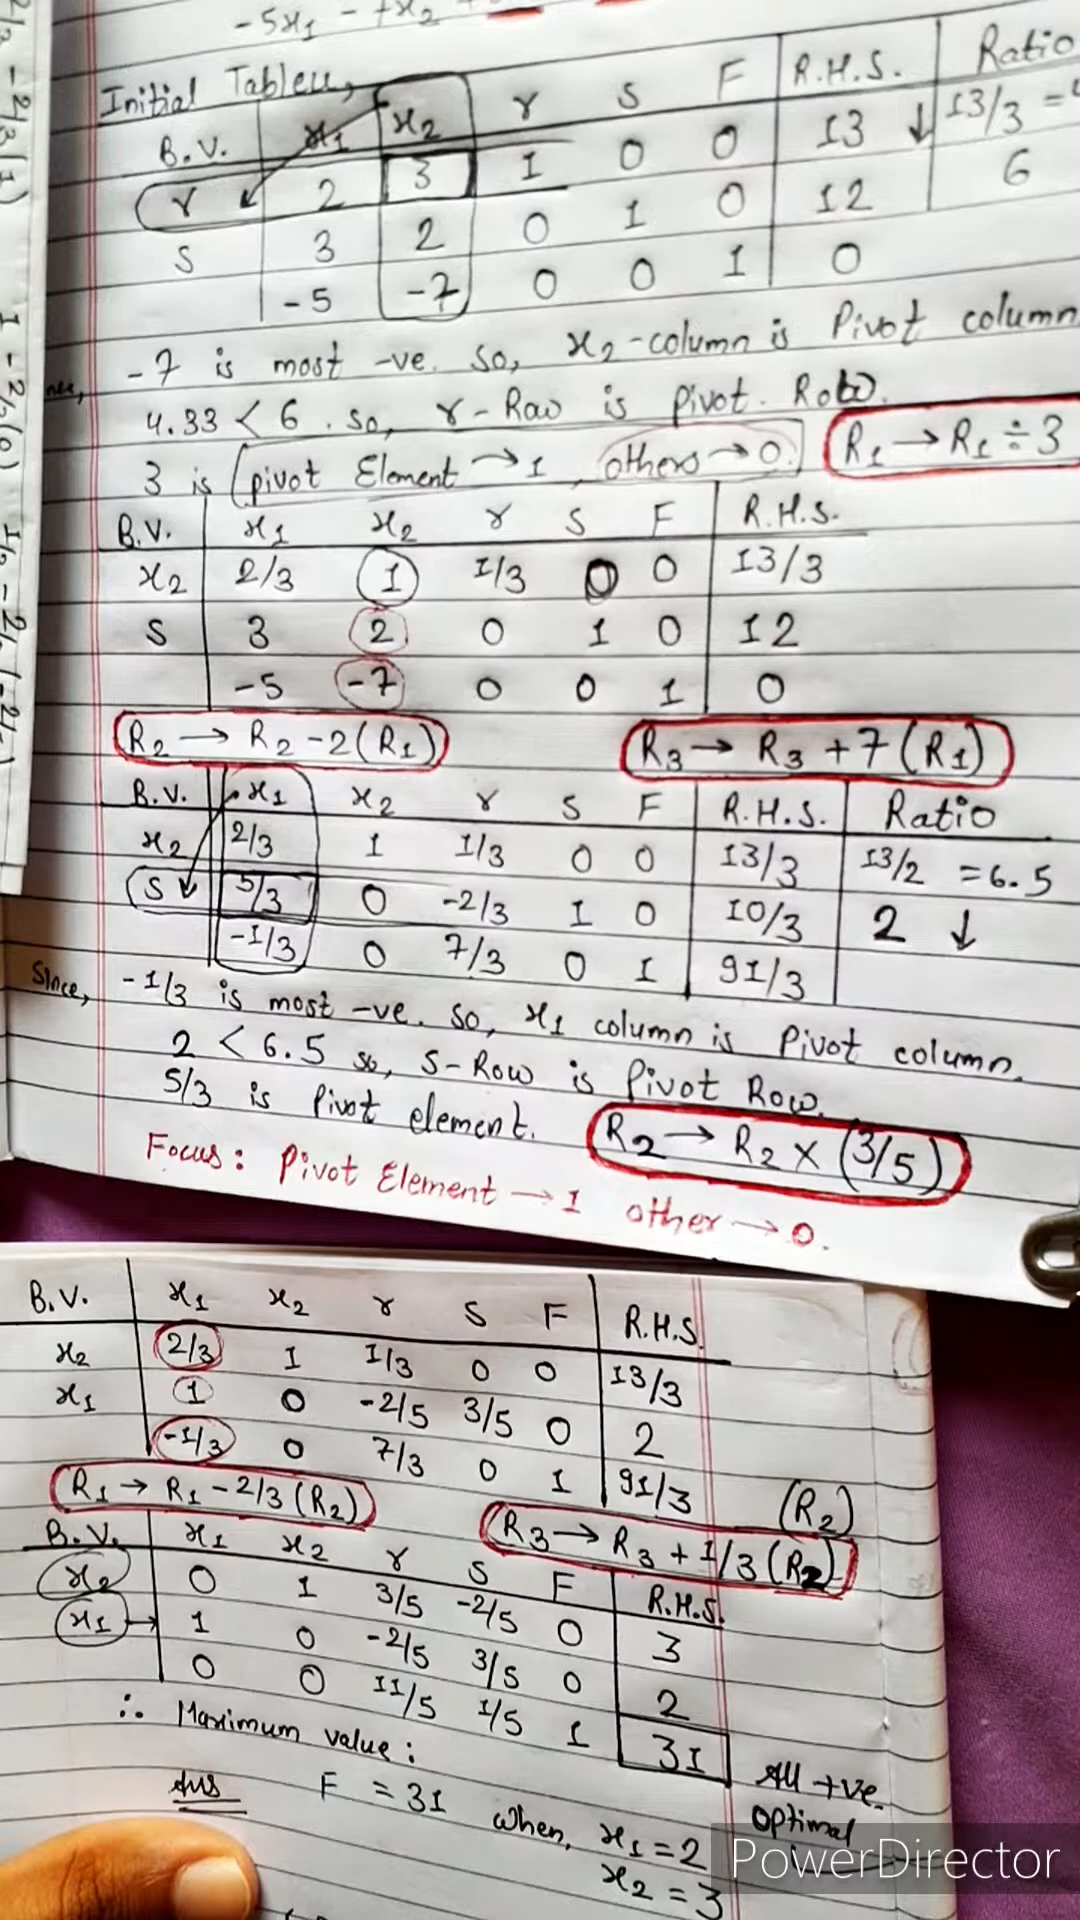 -5x₁ - 7x₂
Initial Tableu,
B.V. x₁ x₂ r S F R.H.S. Ratio
r 2 3 1 0 0 13 ↓ 13/3 =
S 3 2 0 1 0 12 6
-5 -7 0 0 1 0
-7 is most -ve. So, x₂-column is Pivot column
4.33 < 6 . so, r-Row is pivot. Row.
3 is pivot Element → 1, others → 0. R₁ → R₁ ÷ 3
B.V. x₁ x₂ r S F R.H.S.
x₂ 2/3 1 1/3 0 0 13/3
S 3 2 0 1 0 12
-5 -7 0 0 1 0
R₂ → R₂ - 2(R₁) R₃ → R₃ + 7(R₁)
B.V. x₁ x₂ r S F R.H.S. Ratio
x₂ 2/3 1 1/3 0 0 13/3 13/2 = 6.5
S 5/3 0 -2/3 1 0 10/3 2 ↓
-1/3 0 7/3 0 1 91/3
Since, -1/3 is most -ve. so, x₁ column is Pivot column.
2 < 6.5 so, S-Row is Pivot Row.
5/3 is Pivot element. R₂ → R₂ × (3/5)
Focus: Pivot Element → 1 other → 0.
B.V. x₁ x₂ r S F R.H.S.
x₂ 2/3 1 1/3 0 0 13/3
x₁ 1 0 -2/5 3/5 0 2
-1/3 0 7/3 0 1 91/3
R₁ → R₁ - 2/3 (R₂) R₃ → R₃ + 1/3 (R₂) (R₂)
B.V. x₁ x₂ r S F R.H.S.
x₂ 0 1 3/5 -2/5 0 3
x₁ → 1 0 -2/5 3/5 0 2
0 0 11/5 1/5 1 31
∴ Maximum value: All +ve.
Optimal
Ans F = 31 when, x₁ = 2
x₂ = 3
PowerDirector